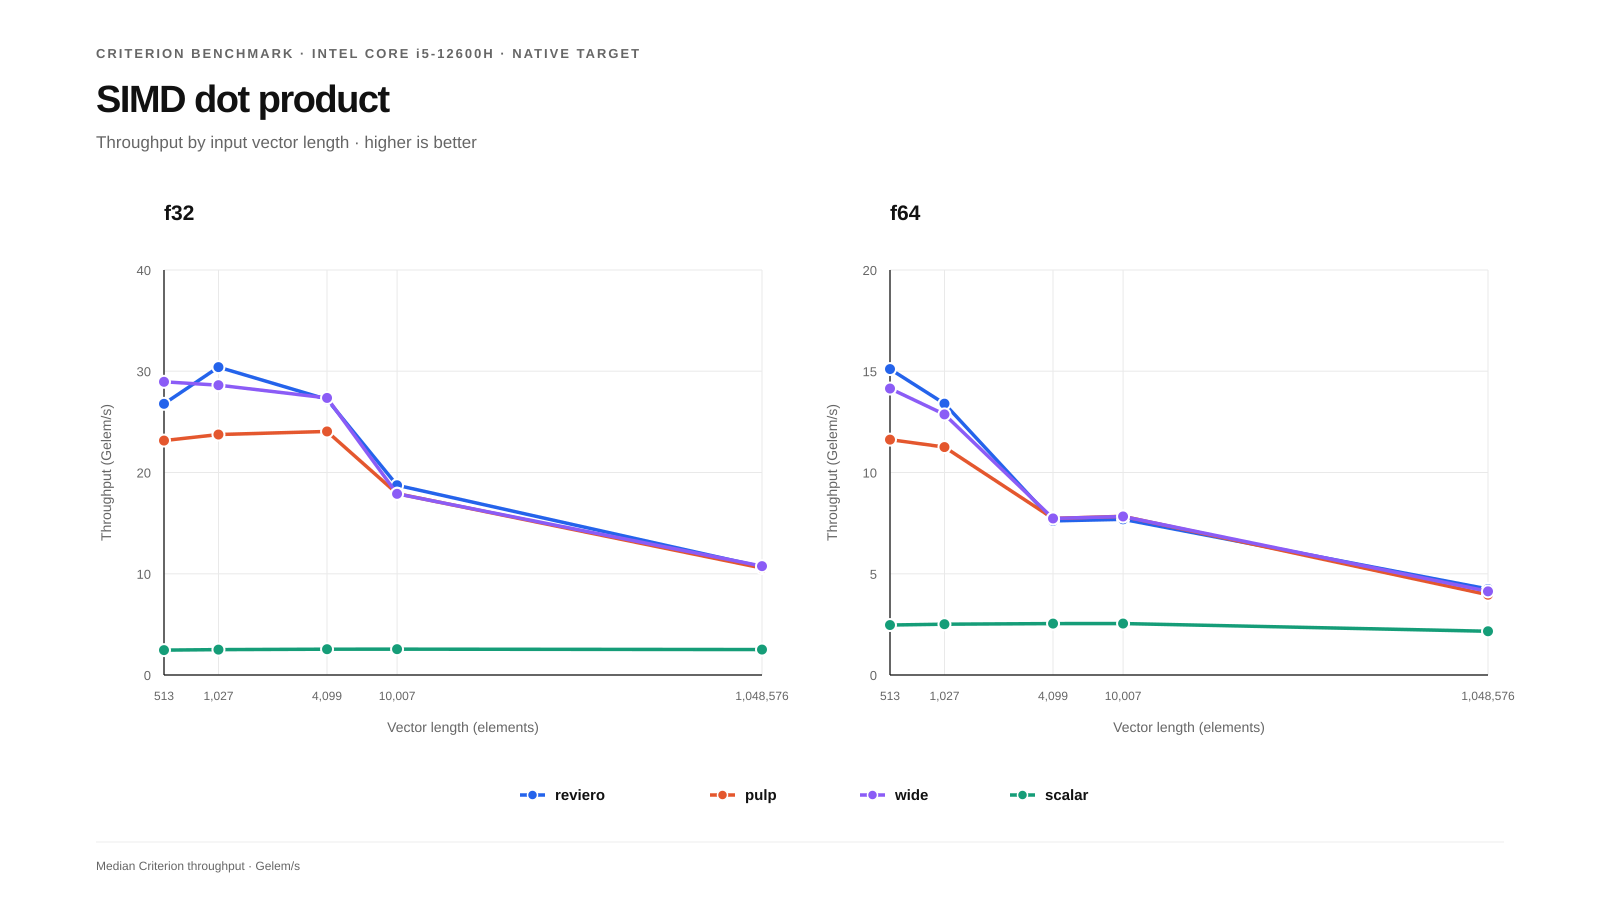 CRITERION BENCHMARK · INTEL CORE i5-12600H · NATIVE TARGET
SIMD dot product
Throughput by input vector length · higher is better
f32
40
30
20
10
0
Throughput (Gelem/s)
513 1,027 4,099 10,007 1,048,576
Vector length (elements)
f64
20
15
10
5
0
Throughput (Gelem/s)
513 1,027 4,099 10,007 1,048,576
Vector length (elements)
reviero pulp wide scalar
Median Criterion throughput · Gelem/s